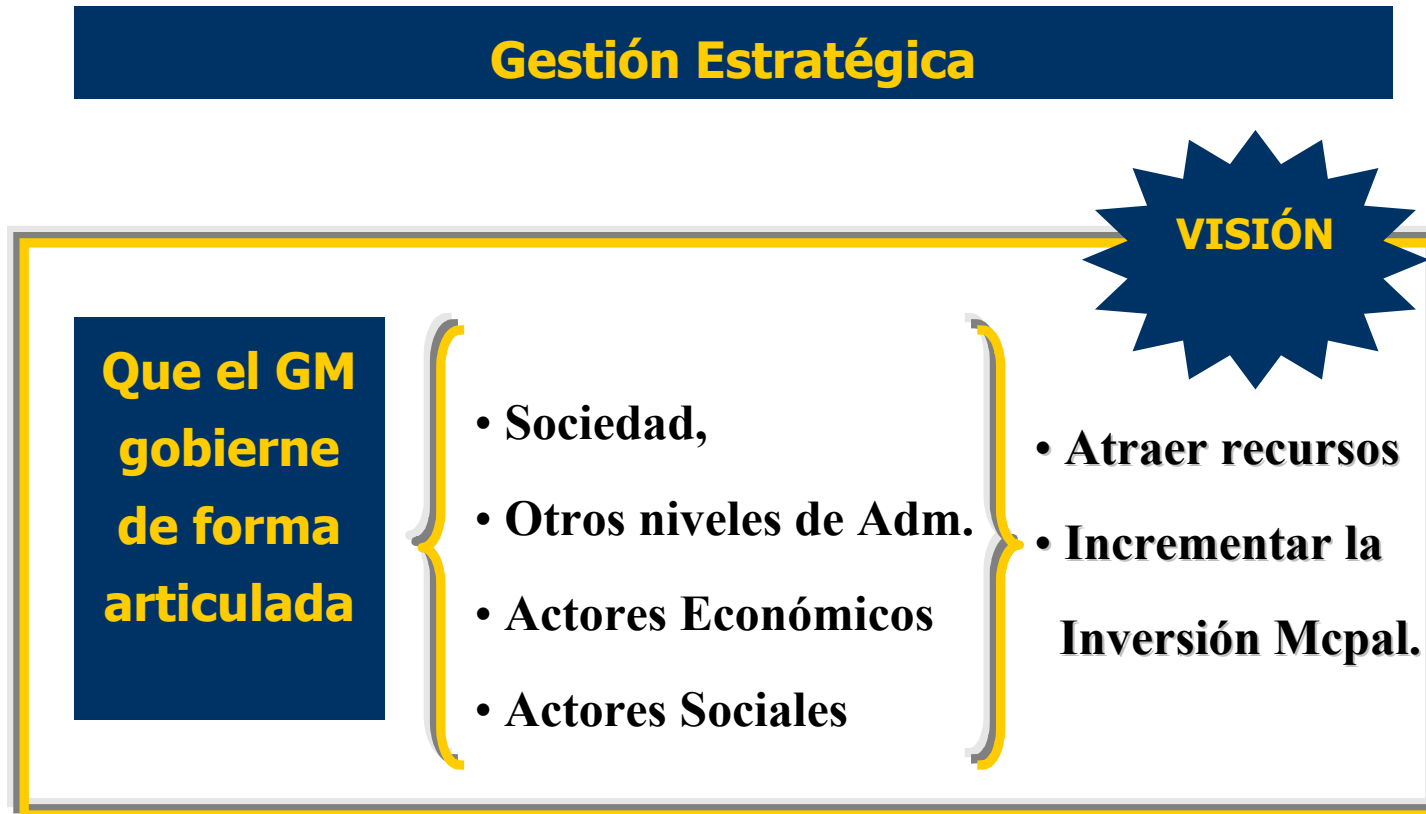 Gestión Estratégica
VISIÓN
Que el GM
gobierne
de forma
articulada
• Sociedad,
• Otros niveles de Adm.
• Actores Económicos
• Actores Sociales
• Atraer recursos
• Incrementar la
Inversión Mcpal.